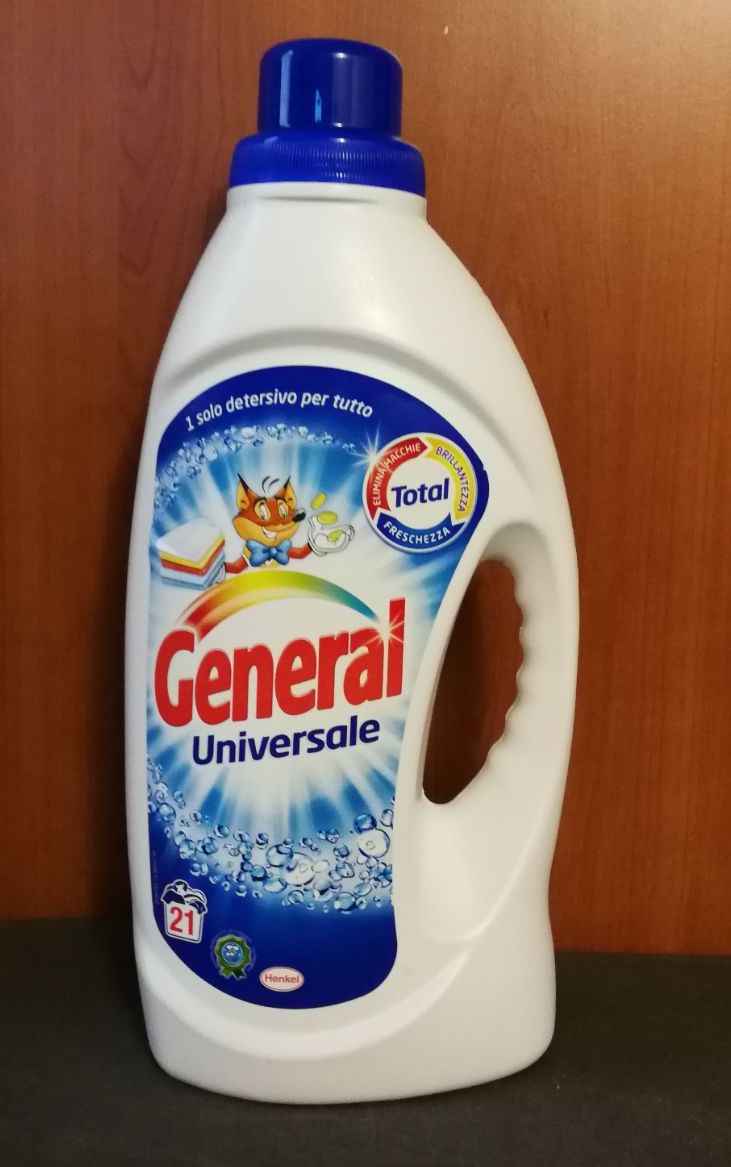 1 solo detersivo per tutto
ELIMINA MACCHIE
BRILLANTEZZA
Total
FRESCHEZZA
General
Universale
21
Henkel